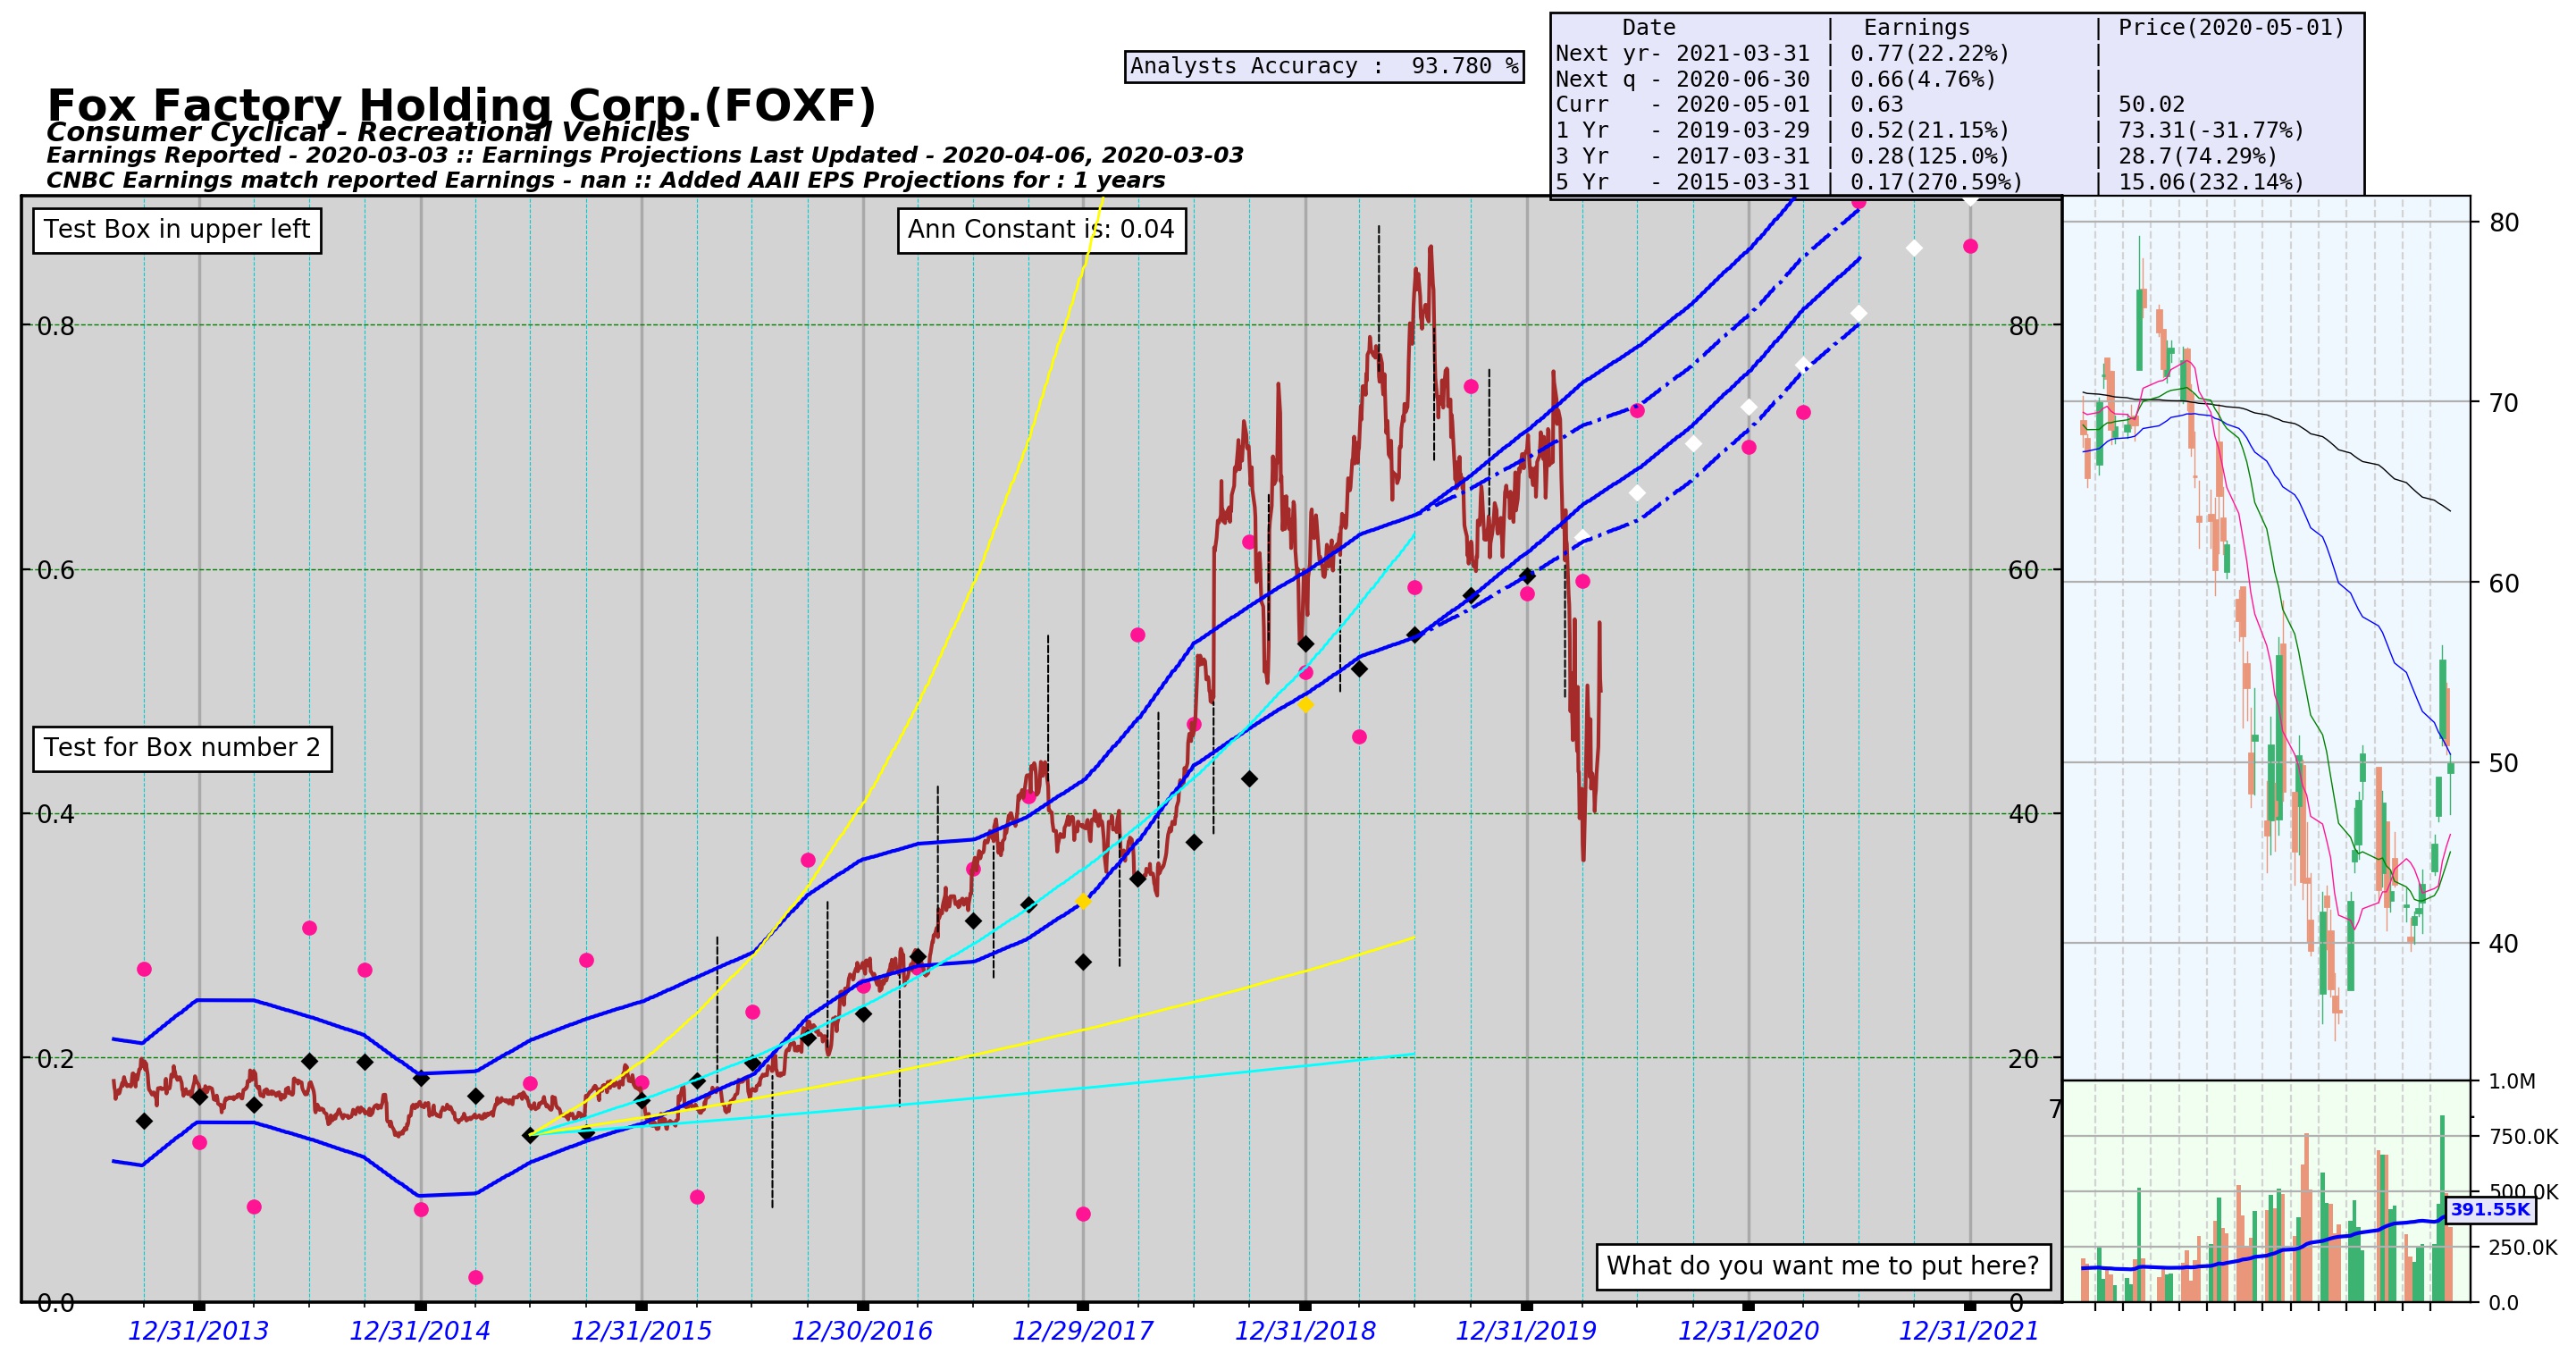 Date | Earnings | Price(2020-05-01)
Next yr- 2021-03-31 | 0.77(22.22%) |
Next q - 2020-06-30 | 0.66(4.76%) |
Curr - 2020-05-01 | 0.63 | 50.02
1 Yr - 2019-03-29 | 0.52(21.15%) | 73.31(-31.77%)
3 Yr - 2017-03-31 | 0.28(125.0%) | 28.7(74.29%)
5 Yr - 2015-03-31 | 0.17(270.59%) | 15.06(232.14%)
Analysts Accuracy : 93.780 %
Fox Factory Holding Corp.(FOXF)
Consumer Cyclical - Recreational Vehicles
Earnings Reported - 2020-03-03 :: Earnings Projections Last Updated - 2020-04-06, 2020-03-03
CNBC Earnings match reported Earnings - nan :: Added AAII EPS Projections for : 1 years
Test Box in upper left
Ann Constant is: 0.04
Test for Box number 2
What do you want me to put here?
0.8
0.6
0.4
0.2
0.0
80
60
40
20
0
7
80
70
60
50
40
1.0M
750.0K
500.0K
391.55K
250.0K
0.0
12/31/2013 12/31/2014 12/31/2015 12/30/2016 12/29/2017 12/31/2018 12/31/2019 12/31/2020 12/31/2021